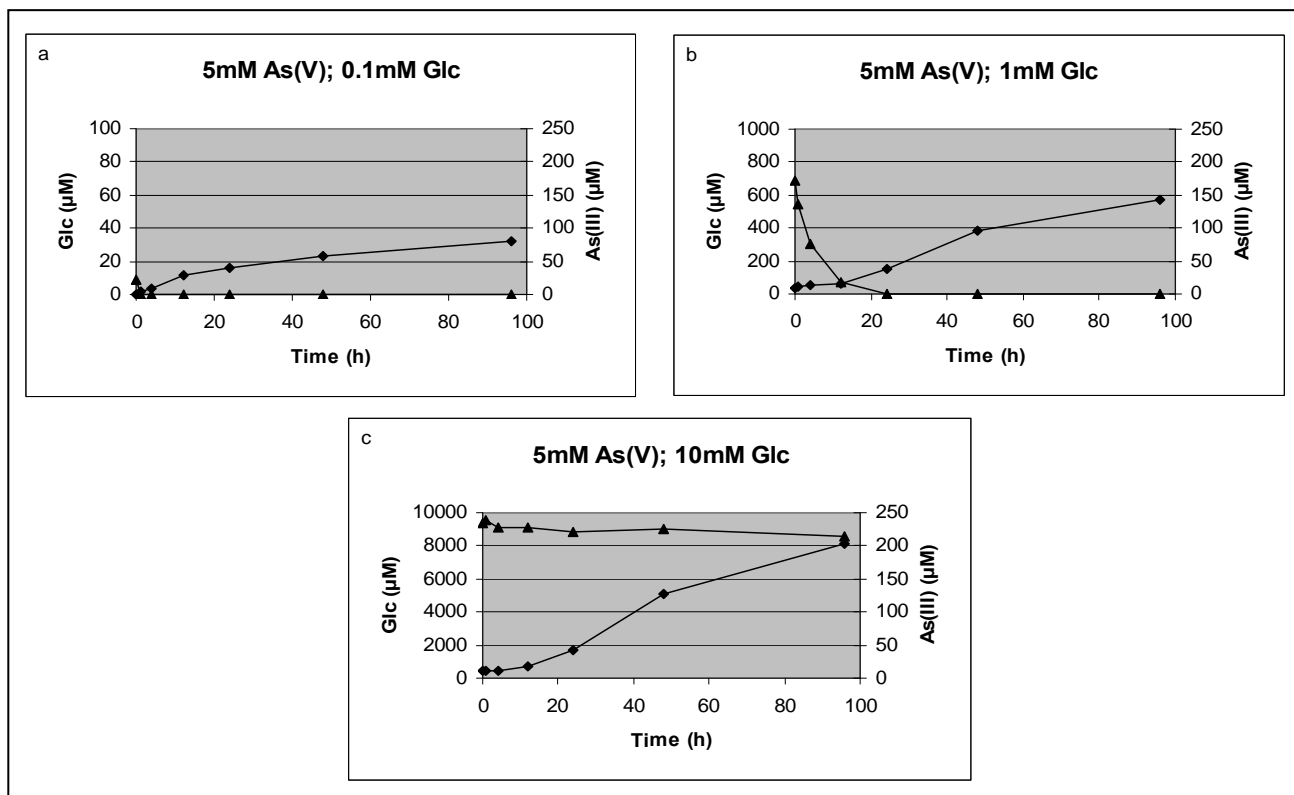 a
5mM As(V); 0.1mM Glc
100
80
60
40
20
0
Glc (µM)
250
200
150
100
50
0
As(III) (µM)
0 20 40 60 80 100
Time (h)
b
5mM As(V); 1mM Glc
1000
800
600
400
200
0
Glc (µM)
250
200
150
100
50
0
As(III) (µM)
0 20 40 60 80 100
Time (h)
c
5mM As(V); 10mM Glc
10000
8000
6000
4000
2000
0
Glc (µM)
250
200
150
100
50
0
As(III) (µM)
0 20 40 60 80 100
Time (h)